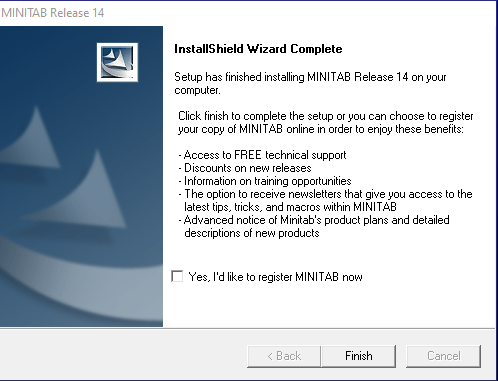 MINITAB Release 14
InstallShield Wizard Complete
Setup has finished installing MINITAB Release 14 on your
computer.
Click finish to complete the setup or you can choose to register
your copy of MINITAB online in order to enjoy these benefits:
- Access to FREE technical support
- Discounts on new releases
- Information on training opportunities
- The option to receive newsletters that give you access to the
latest tips, tricks, and macros within MINITAB
- Advanced notice of Minitab's product plans and detailed
descriptions of new products
Yes, I'd like to register MINITAB now
< Back
Finish
Cancel